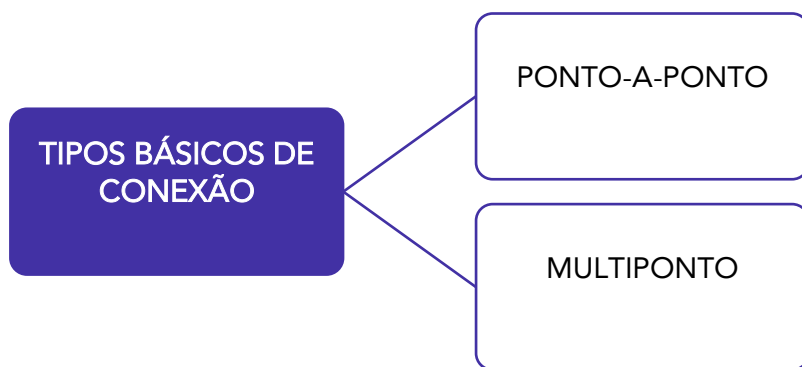 TIPOS BÁSICOS DE
CONEXÃO
PONTO-A-PONTO
MULTIPONTO